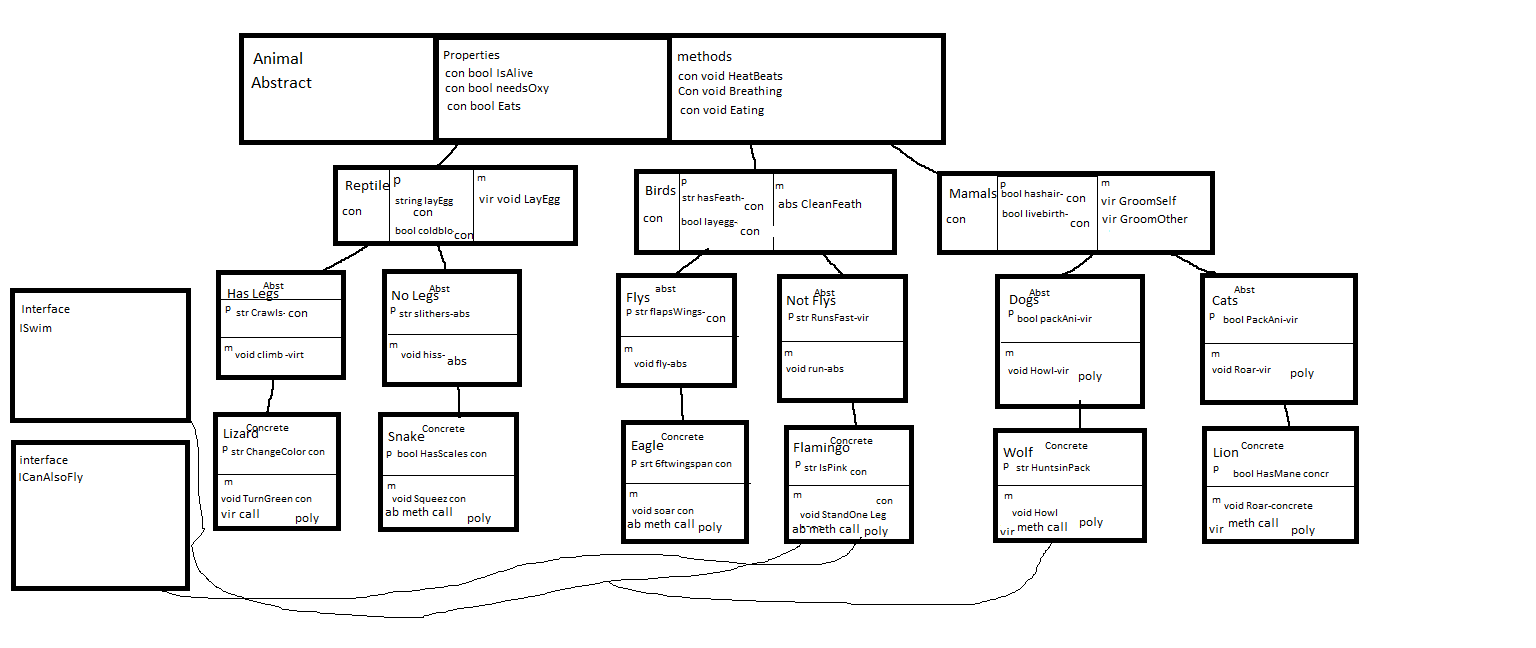 Animal
Abstract
Properties
con bool IsAlive
con bool needsOxy
con bool Eats
methods
con void HeatBeats
Con void Breathing
con void Eating
Reptile
con
p
string layEgg
con
bool coldblo-
con
m
vir void LayEgg
Birds
con
p
str hasFeath-
con
bool layegg-
con
m
abs CleanFeath
Mamals
con
p
bool hashair-
con
bool livebirth-
con
m
vir GroomSelf
vir GroomOther
Interface
ISwim
interface
ICanAlsoFly
Abst
Has Legs
p str Crawls- con
m
void climb -virt
Abst
No Legs
p str slithers-abs
m
void hiss-
abs
abst
Flys
p str flapsWings-
con
m
void fly-abs
Abst
Not Flys
p str RunsFast-vir
m
void run-abs
Abst
Dogs
p bool packAni-vir
m
void Howl-vir
poly
Abst
Cats
p bool PackAni-vir
m
void Roar-vir
poly
Concrete
Lizard
p str ChangeColor con
m
void TurnGreen con
vir call
poly
Concrete
Snake
p bool HasScales con
m
void Squeez con
ab meth call
poly
Concrete
Eagle
p srt 6ftwingspan con
m
void soar con
ab meth call
poly
Concrete
Flamingo
p str IsPink
con
m
con
void StandOne Leg
ab meth call
poly
Concrete
Wolf
p str HuntsinPack
m
void Howl
vir meth call
poly
Concrete
Lion
p bool HasMane concr
m
void Roar-concrete
vir meth call
poly